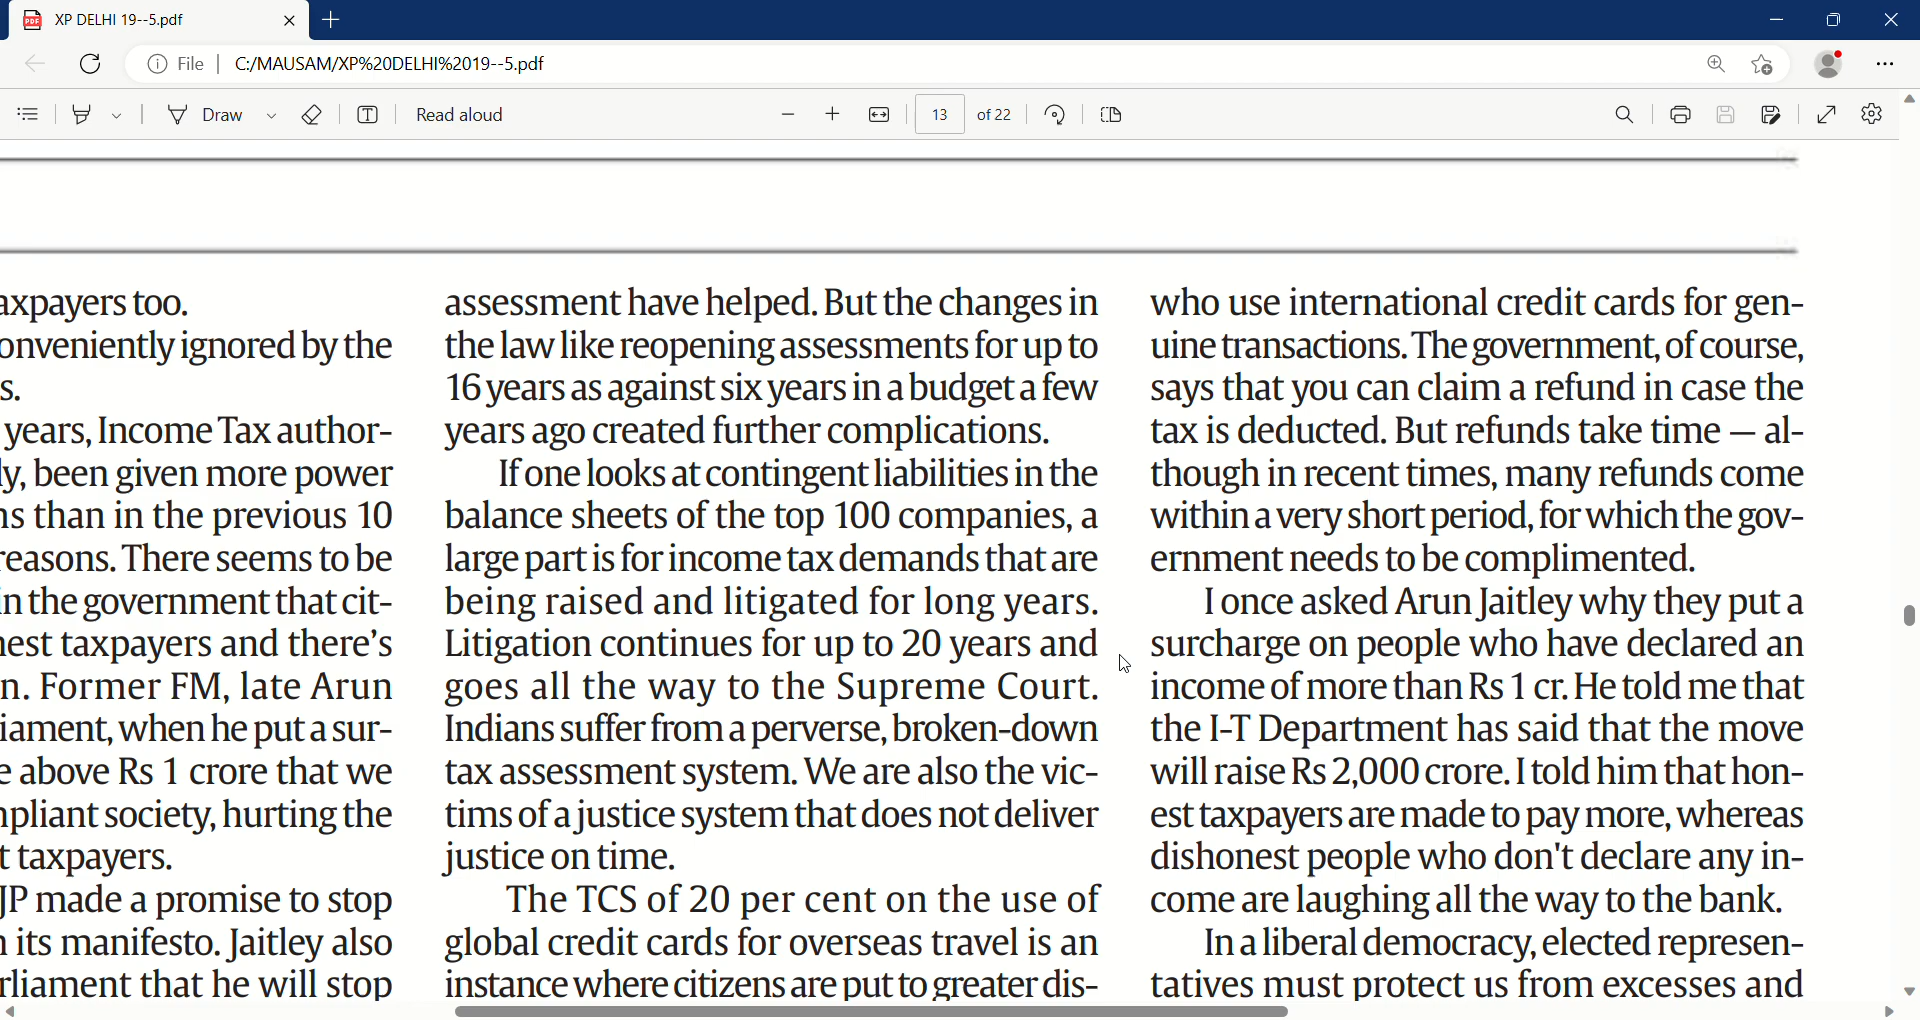 XP DELHI 19--5.pdf
File
C:/MAUSAM/XP%20DELHI%2019--5.pdf
Draw
Read aloud
13
of 22
axpayers too.
onveniently ignored by the
s.
years, Income Tax author-
ly, been given more power
ns than in the previous 10
reasons. There seems to be
in the government that cit-
nest taxpayers and there's
n. Former FM, late Arun
iament, when he put a sur-
e above Rs 1 crore that we
npliant society, hurting the
t taxpayers.
JP made a promise to stop
n its manifesto. Jaitley also
rliament that he will stop
assessment have helped. But the changes in
the law like reopening assessments for up to
16 years as against six years in a budget a few
years ago created further complications.
If one looks at contingent liabilities in the
balance sheets of the top 100 companies, a
large part is for income tax demands that are
being raised and litigated for long years.
Litigation continues for up to 20 years and
goes all the way to the Supreme Court.
Indians suffer from a perverse, broken-down
tax assessment system. We are also the vic-
tims of a justice system that does not deliver
justice on time.
The TCS of 20 per cent on the use of
global credit cards for overseas travel is an
instance where citizens are put to greater dis-
who use international credit cards for gen-
uine transactions. The government, of course,
says that you can claim a refund in case the
tax is deducted. But refunds take time — al-
though in recent times, many refunds come
within a very short period, for which the gov-
ernment needs to be complimented.
I once asked Arun Jaitley why they put a
surcharge on people who have declared an
income of more than Rs 1 cr. He told me that
the I-T Department has said that the move
will raise Rs 2,000 crore. I told him that hon-
est taxpayers are made to pay more, whereas
dishonest people who don't declare any in-
come are laughing all the way to the bank.
In a liberal democracy, elected represen-
tatives must protect us from excesses and